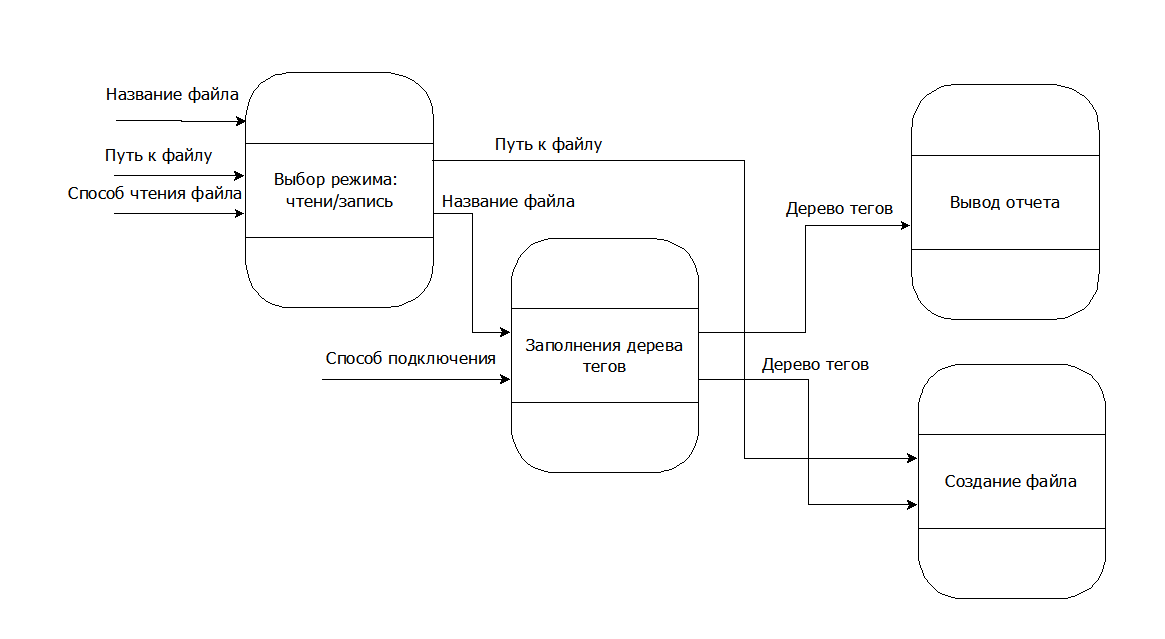 Название файла
Путь к файлу
Способ чтения файла
Выбор режима:
чтени/запись
Путь к файлу
Название файла
Способ подключения
Заполнения дерева
тегов
Дерево тегов
Вывод отчета
Дерево тегов
Создание файла